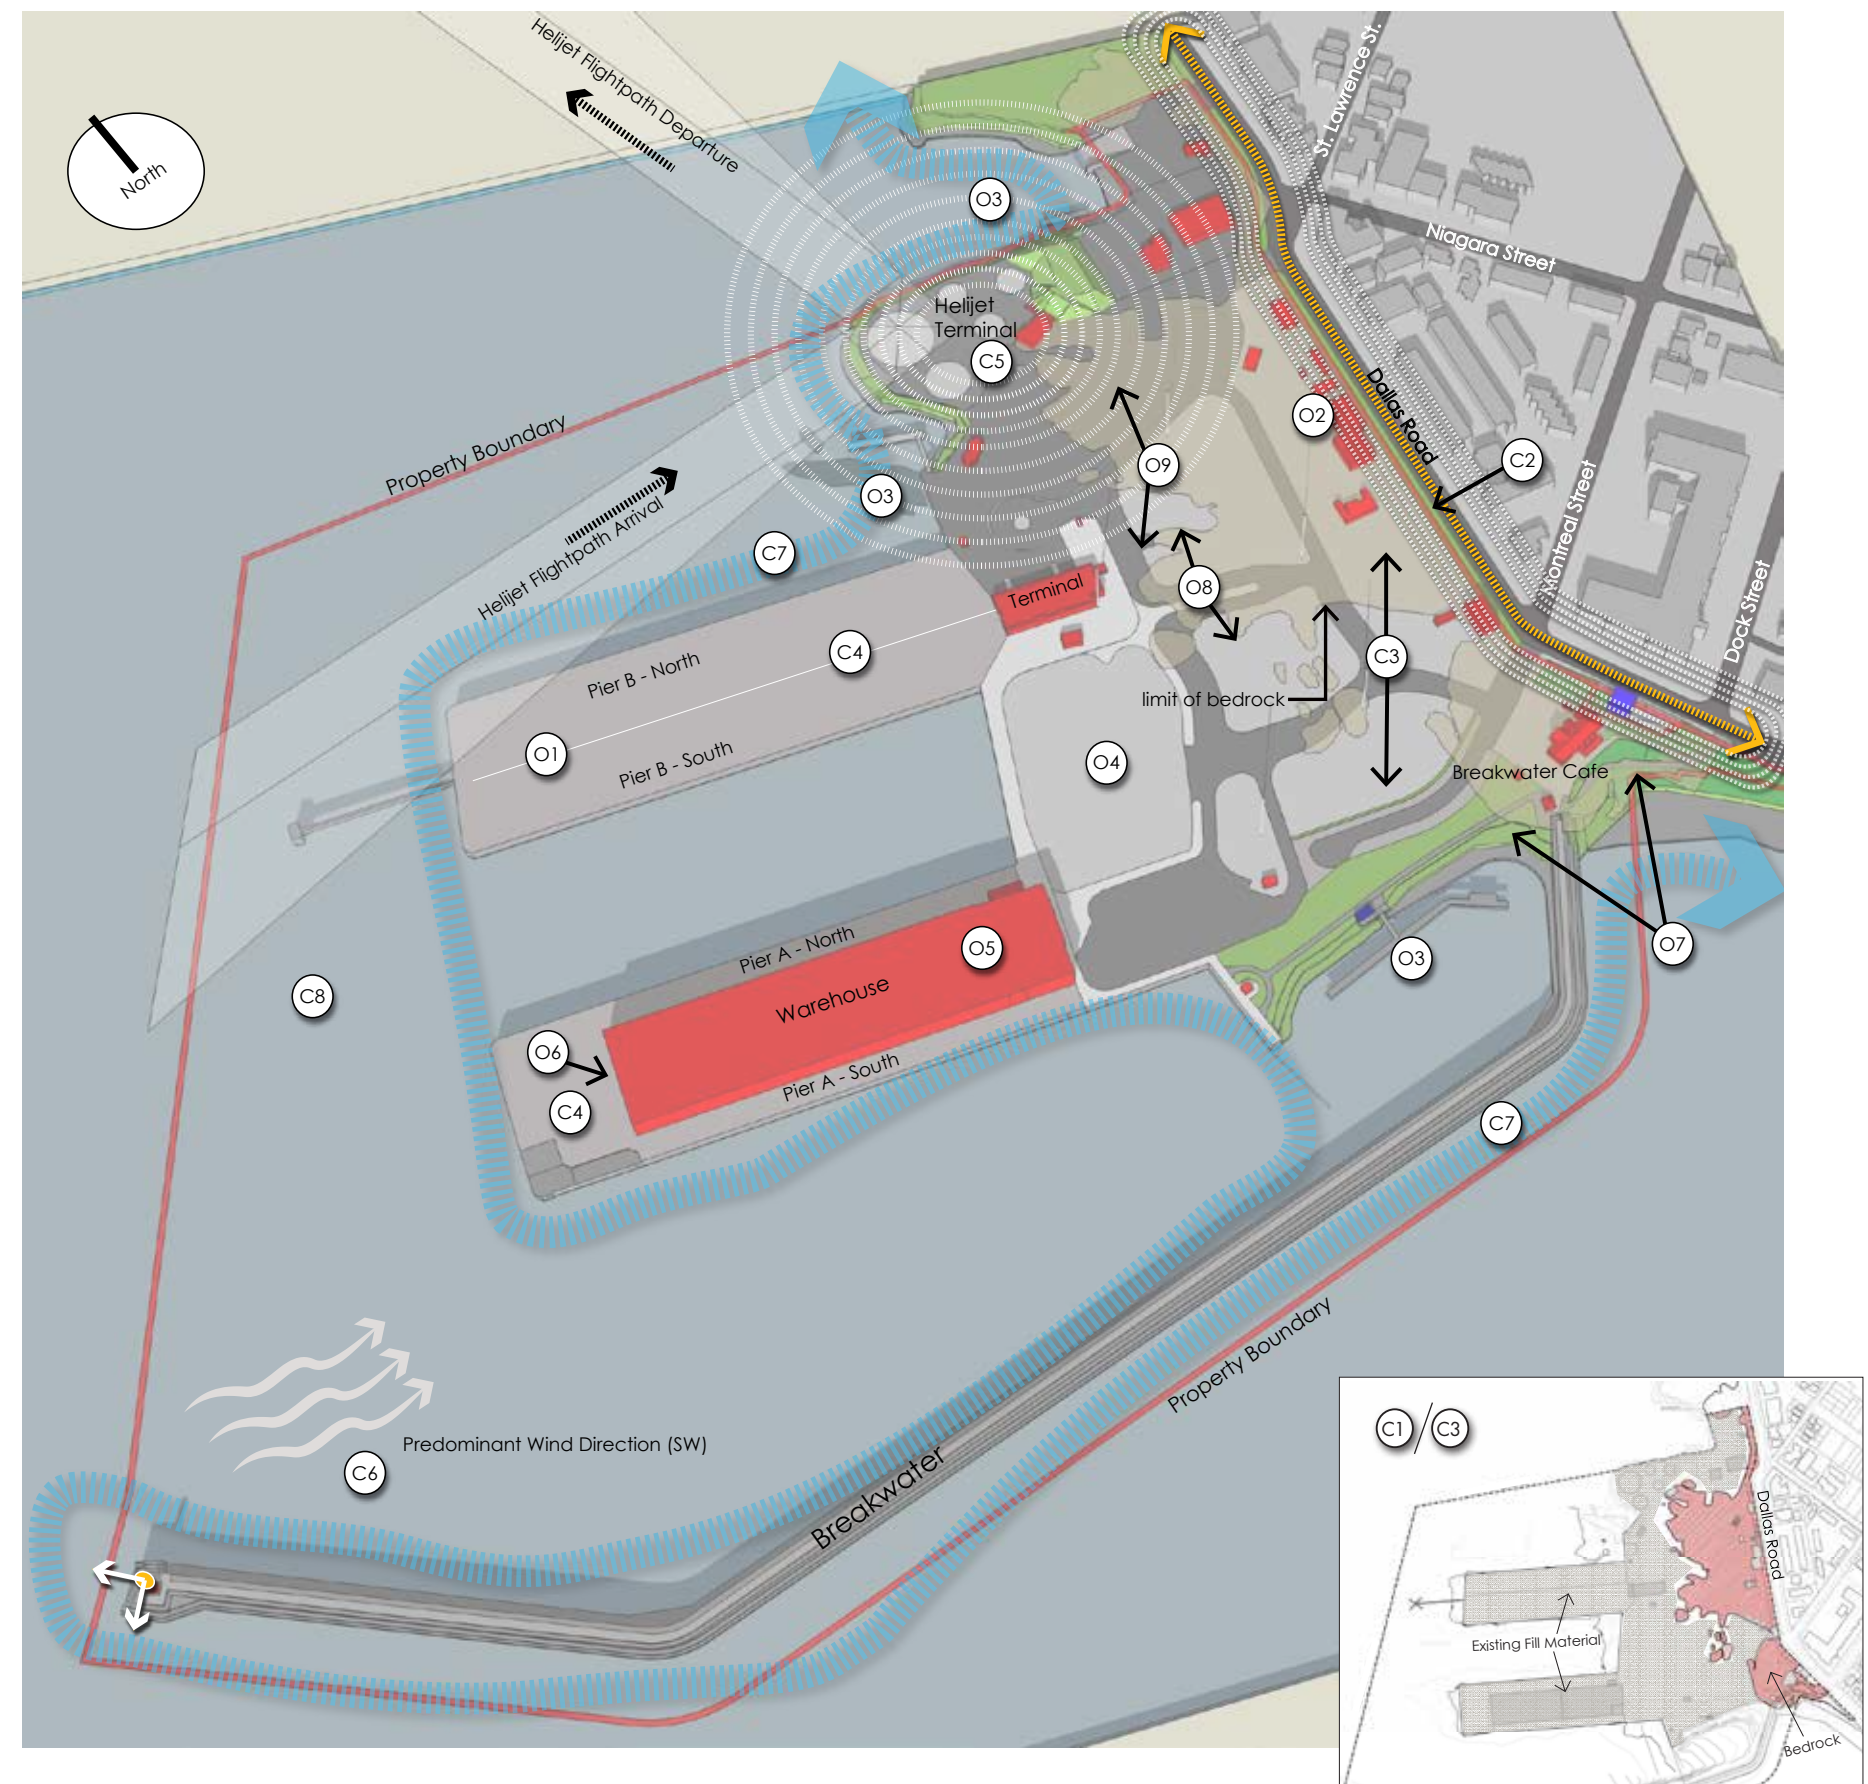 Helijet Flightpath Departure
St. Lawrence St.
North
O3
Niagara Street
Helijet
Terminal
C5
Dallas Road
O2
Property Boundary
O9
C2
O3
Helijet Flightpath Arrival
C7
Montreal Street
Terminal
O8
Dock Street
C4
Pier B - North
C3
limit of bedrock
O1
Pier B - South
O4
Breakwater Cafe
Pier A - North
O5
O3
O7
C8
Warehouse
O6
Pier A - South
C4
C7
Property Boundary
Predominant Wind Direction (SW)
C6
Breakwater
C1
/
C3
Dallas Road
Existing Fill Material
Bedrock